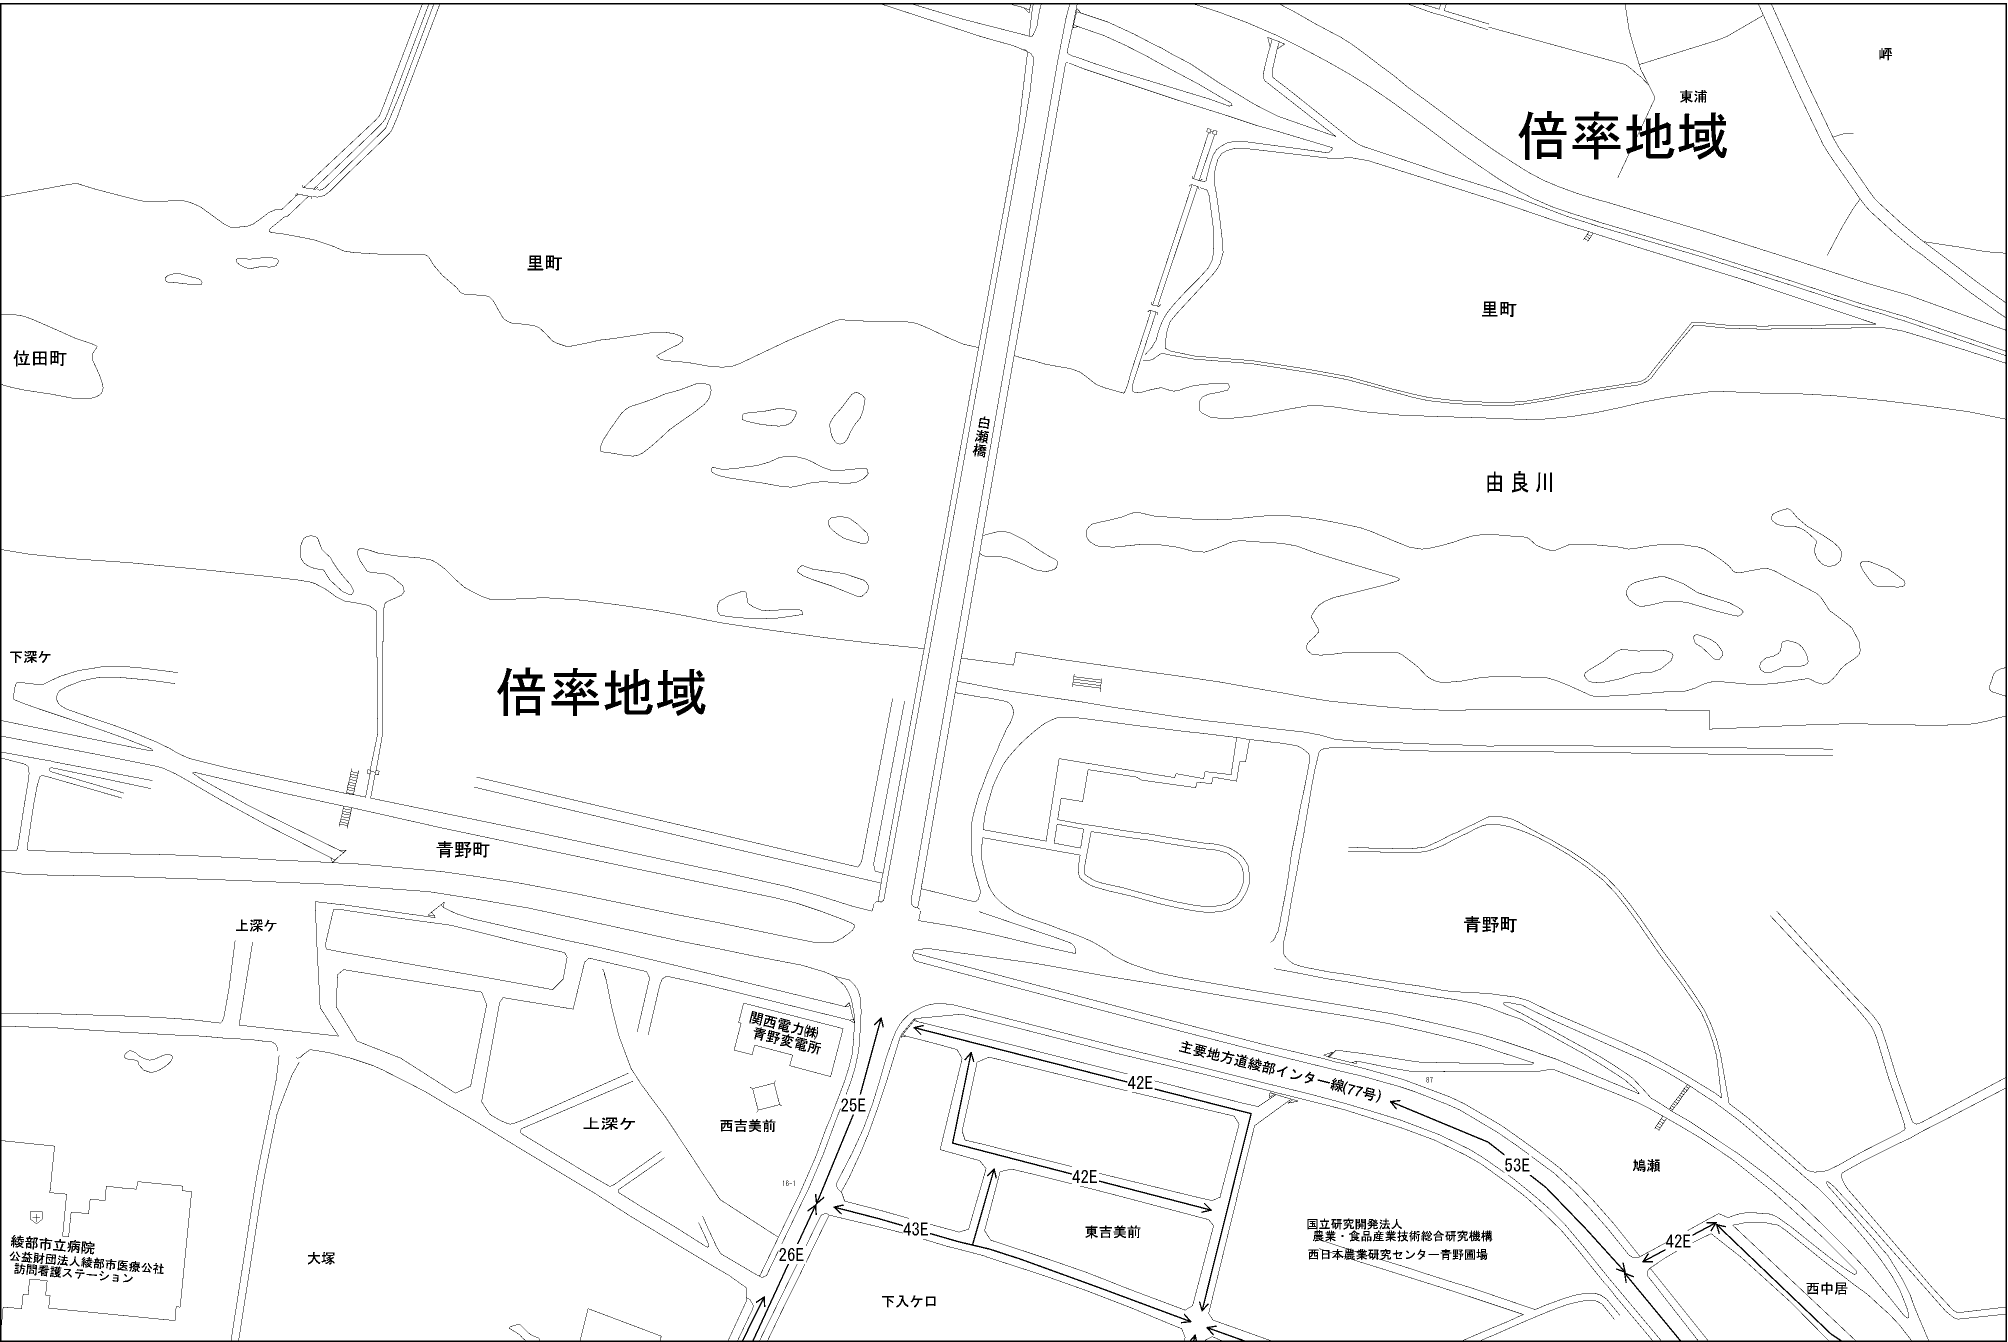 岼
東浦
倍率地域
里町
里町
位田町
白瀬橋
由良川
下深ケ
倍率地域
青野町
上深ケ
青野町
関西電力㈱
青野変電所
主要地方道綾部インター線(77号)
87
42E
25E
上深ケ
西吉美前
53E
鳩瀬
42E
16-1
43E
東吉美前
国立研究開発法人
農業・食品産業技術総合研究機構
西日本農業研究センター青野圃場
42E
綾部市立病院
公益財団法人綾部市医療公社
訪問看護ステーション
大塚
26E
下入ケロ
西中居